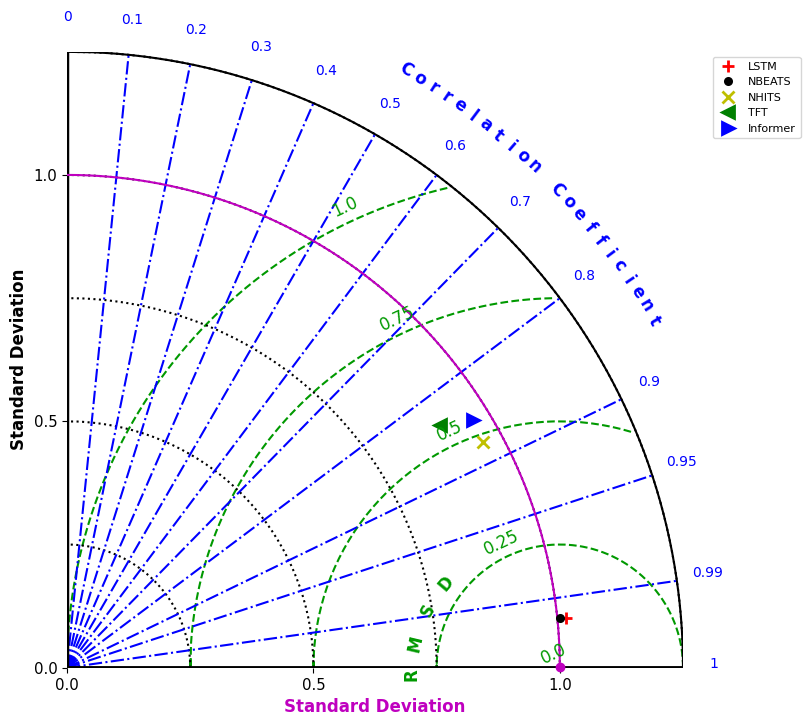 0
0.1
0.2
0.3
0.4
0.5
0.6
0.7
0.8
0.9
0.95
0.99
1
Correlation Coefficient
LSTM
NBEATS
NHITS
TFT
Informer
Standard Deviation
1.0
0.5
0.0
1.0
0.75
0.5
0.25
0.0
RMSD
0.0
0.5
1.0
Standard Deviation